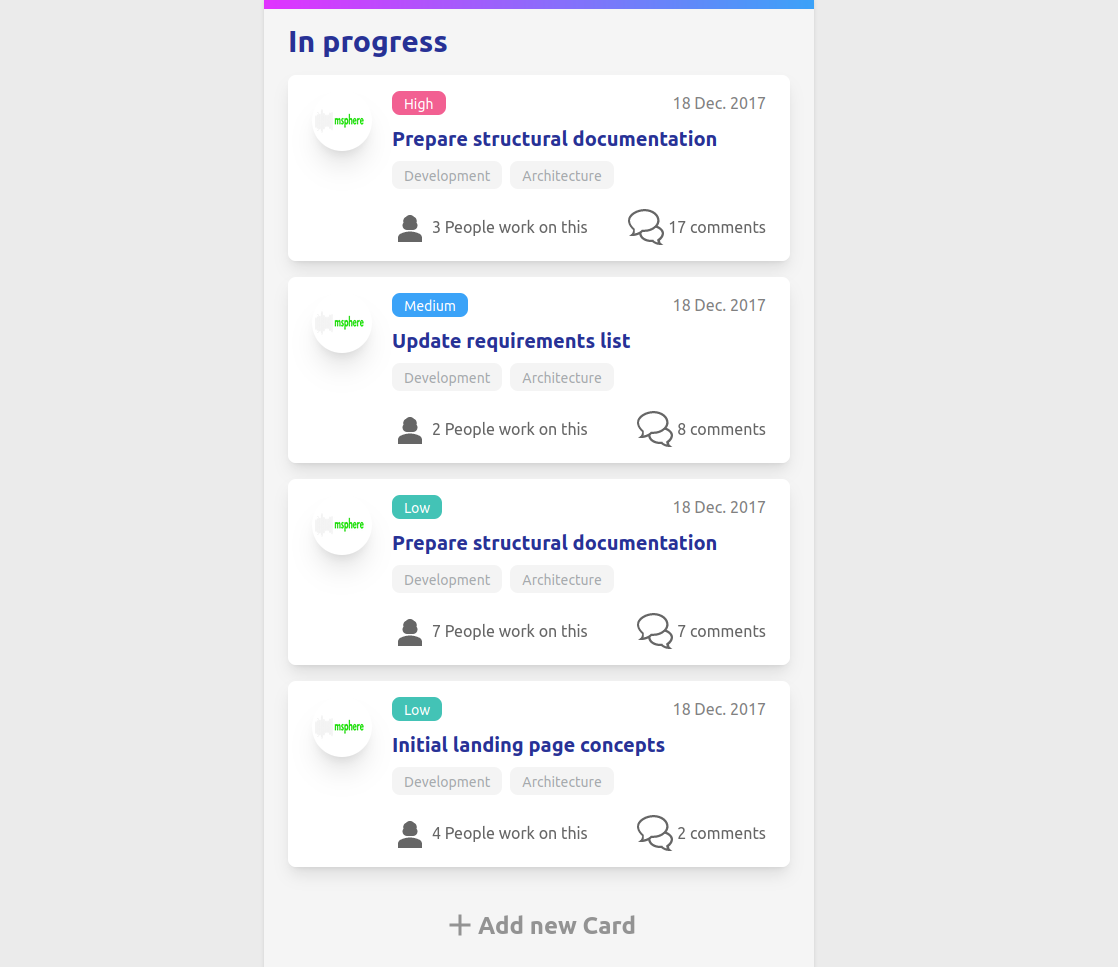 In progress
High
18 Dec. 2017
msphere
Prepare structural documentation
Development Architecture
3 People work on this 17 comments
Medium
18 Dec. 2017
msphere
Update requirements list
Development Architecture
2 People work on this 8 comments
Low
18 Dec. 2017
msphere
Prepare structural documentation
Development Architecture
7 People work on this 7 comments
Low
18 Dec. 2017
msphere
Initial landing page concepts
Development Architecture
4 People work on this 2 comments
Add new Card